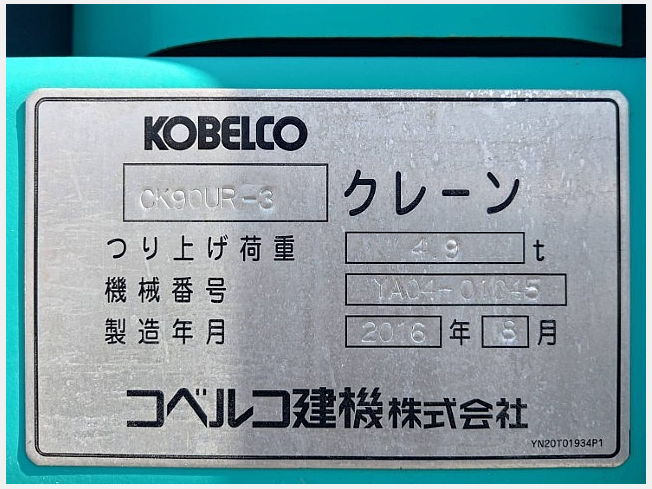 KOBELCO
CK90UR-3 クレーン
つり上げ荷重 4.9 t
機械番号
製造年月 2016 年 8 月
コベルコ建機株式会社
YN20T01934P1